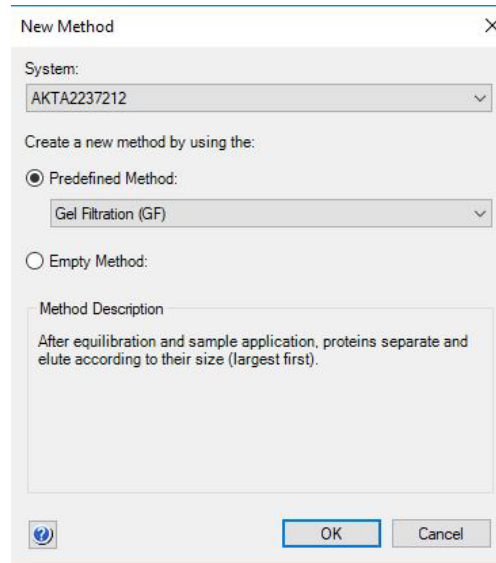 New Method
System:
AKTA2237212
Create a new method by using the:
Predefined Method:
Gel Filtration (GF)
Empty Method:
Method Description
After equilibration and sample application, proteins separate and
elute according to their size (largest first).
OK
Cancel